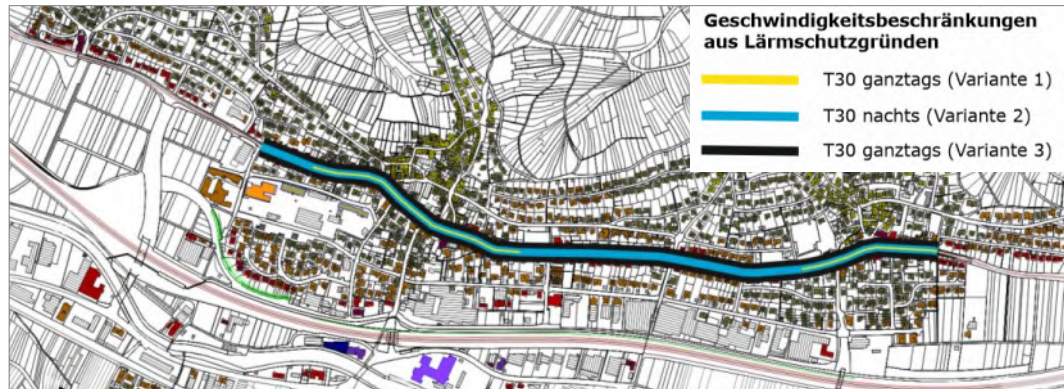 Geschwindigkeitsbeschränkungen
aus Lärmschutzgründen
T30 ganztags (Variante 1)
T30 nachts (Variante 2)
T30 ganztags (Variante 3)